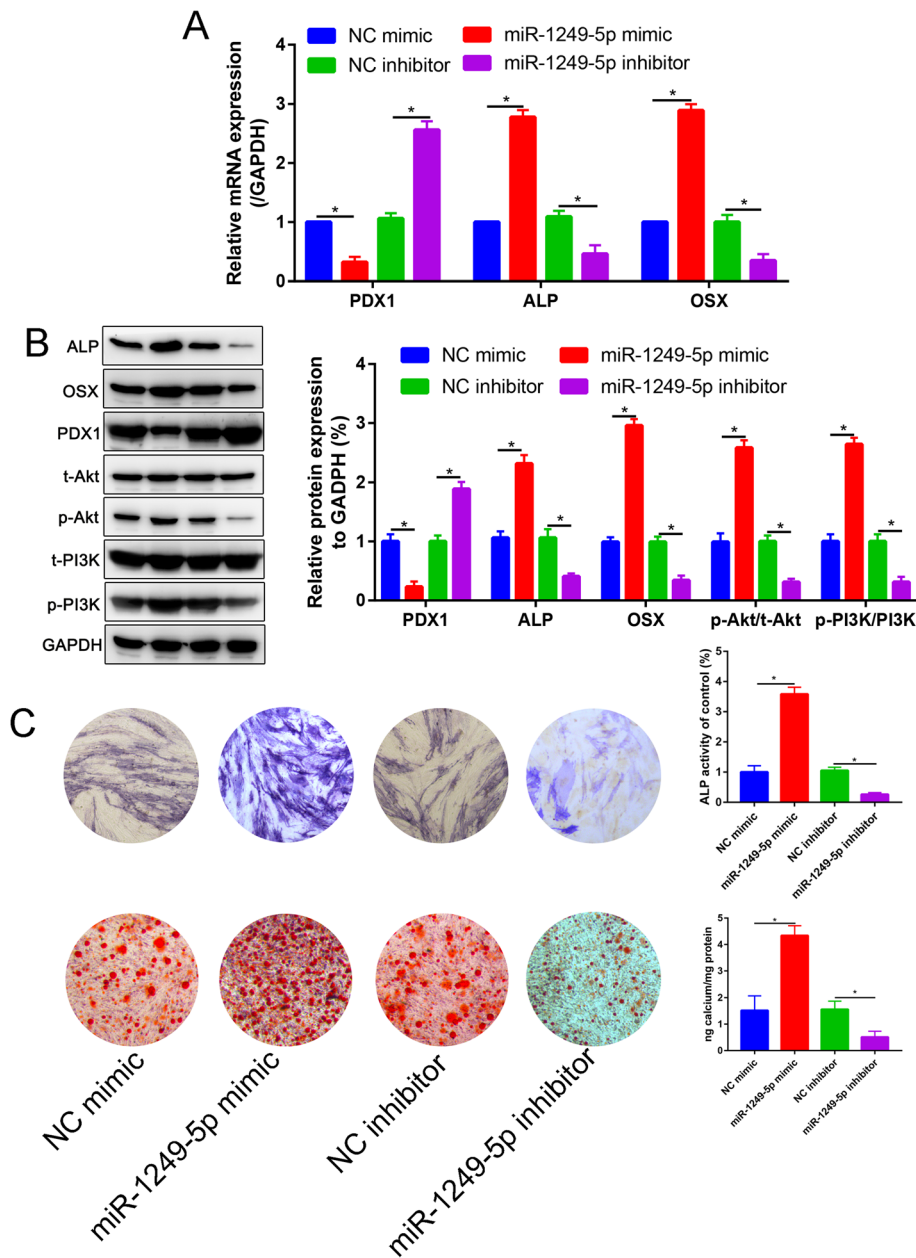 A
NC mimic
miR-1249-5p mimic
NC inhibitor
miR-1249-5p inhibitor
Relative mRNA expression
(/GAPDH)
4
3
2
1
0
*
*
*
*
*
*
PDX1
ALP
OSX
B
ALP
OSX
PDX1
t-Akt
p-Akt
t-PI3K
p-PI3K
GAPDH
NC mimic
miR-1249-5p mimic
NC inhibitor
miR-1249-5p inhibitor
Relative protein expression
to GADPH (%)
4
3
2
1
0
*
*
*
*
*
*
*
*
*
*
PDX1
ALP
OSX
p-Akt/t-Akt
p-PI3K/PI3K
C
ALP activity of control (%)
5
4
3
2
1
0
*
*
NC mimic
miR-1249-5p mimic
NC inhibitor
miR-1249-5p inhibitor
ng calcium/mg protein
5
4
3
2
1
0
*
*
NC mimic
miR-1249-5p mimic
NC inhibitor
miR-1249-5p inhibitor
NC mimic
miR-1249-5p mimic
NC inhibitor
miR-1249-5p inhibitor